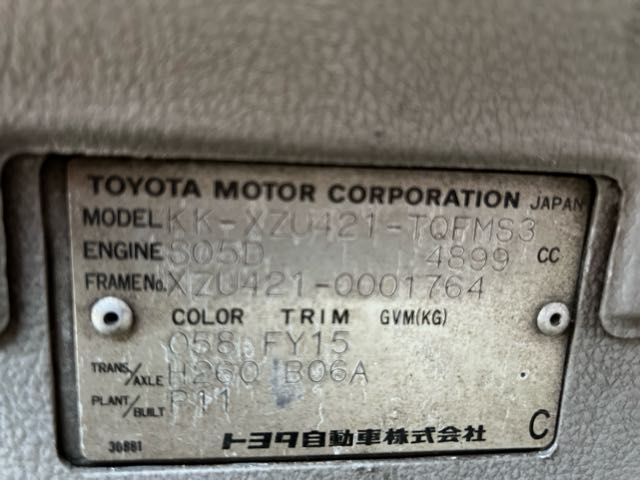 TOYOTA MOTOR CORPORATION JAPAN
MODEL KK-XZU421-TQFMS3
ENGINE S05D 4899 CC
FRAME No. XZU421-0001764
COLOR TRIM GVM(KG)
058 FY15
TRANS/AXLE H260 B06A
PLANT/BUILT P11
30881 トヨタ自動車株式会社 C